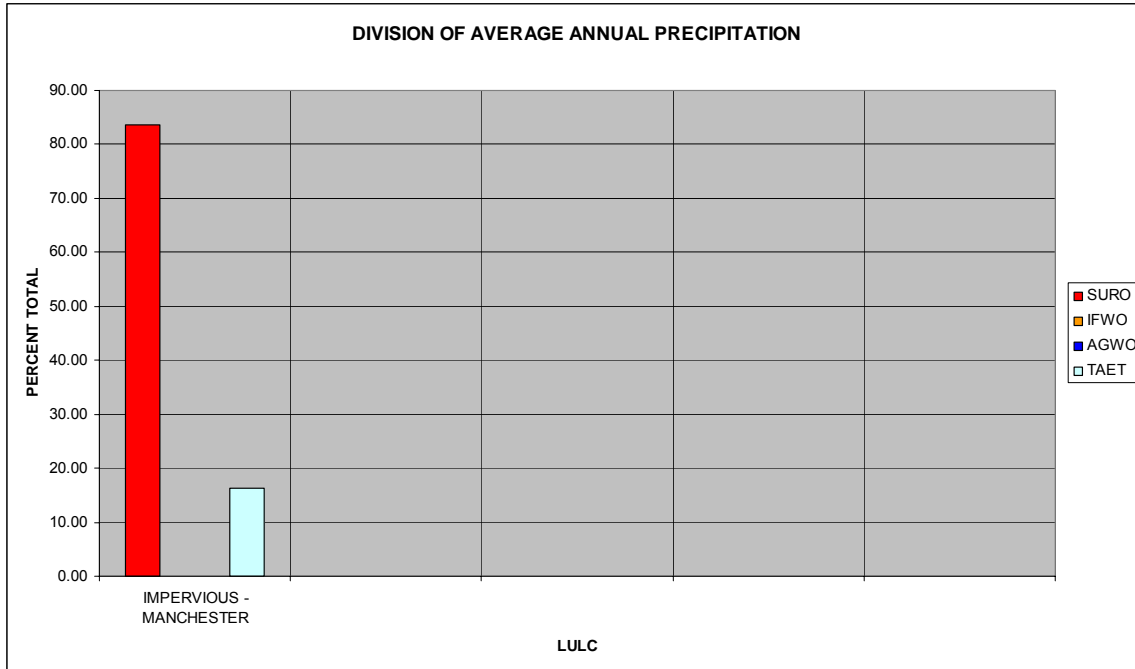 DIVISION OF AVERAGE ANNUAL PRECIPITATION
90.00
80.00
70.00
60.00
50.00
40.00
30.00
20.00
10.00
0.00
PERCENT TOTAL
IMPERVIOUS -
MANCHESTER
LULC
SURO
IFWO
AGWO
TAET